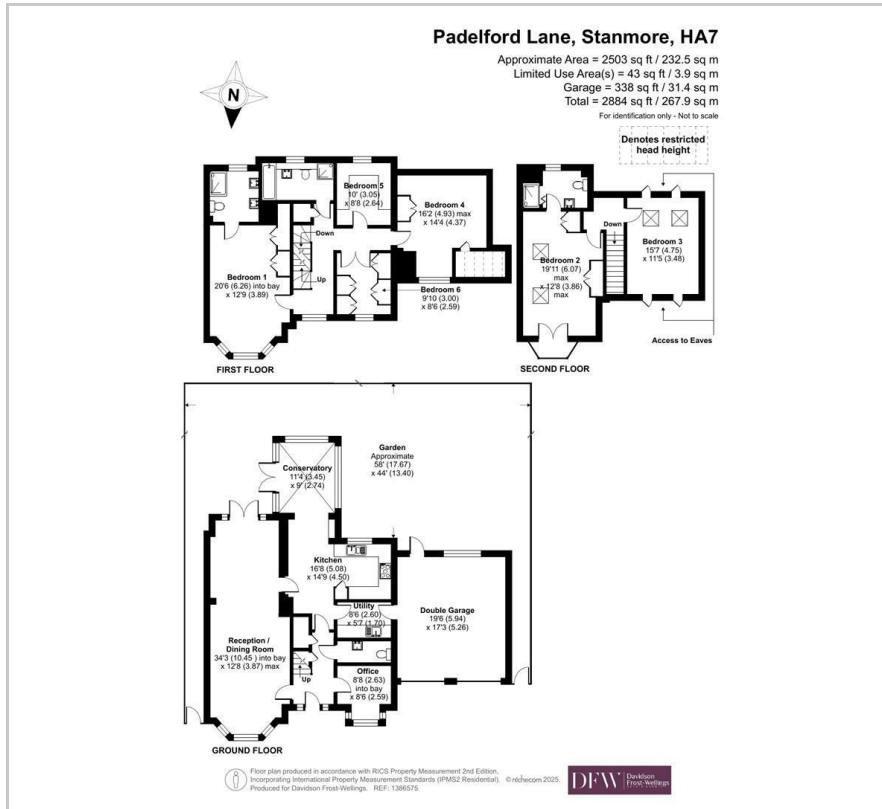 Padelford Lane, Stanmore, HA7
Approximate Area = 2503 sq ft / 232.5 sq m
Limited Use Area(s) = 43 sq ft / 3.9 sq m
Garage = 338 sq ft / 31.4 sq m
Total = 2884 sq ft / 267.9 sq m
For identification only - Not to scale
N
Denotes restricted
head height
Bedroom 5
10' (3.05)
x 8'8 (2.64)
Bedroom 4
16'2 (4.93) max
x 14'4 (4.37)
Down
Up
Bedroom 1
20'6 (6.26) into bay
x 12'9 (3.89)
Bedroom 6
9'10 (3.00)
x 8'6 (2.59)
FIRST FLOOR
Down
Bedroom 3
15'7 (4.75)
x 11'5 (3.48)
Bedroom 2
19'11 (6.07)
max
x 12'8 (3.86)
max
Access to Eaves
SECOND FLOOR
Garden
Approximate
58' (17.67)
x 44' (13.40)
Conservatory
11'4 (3.45)
x 9' (2.74)
Kitchen
16'8 (5.08)
x 14'9 (4.50)
Utility
8'6 (2.60)
x 5'7 (1.70)
Double Garage
19'6 (5.94)
x 17'3 (5.26)
Reception /
Dining Room
34'3 (10.45 ) into bay
x 12'8 (3.87) max
Up
Office
8'8 (2.63)
into bay
x 8'6 (2.59)
GROUND FLOOR
Floor plan produced in accordance with RICS Property Measurement 2nd Edition,
Incorporating International Property Measurement Standards (IPMS2 Residential). © nichecom 2025.
Produced for Davidson Frost-Wellings. REF: 1386575
DFW
Davidson
Frost-Wellings